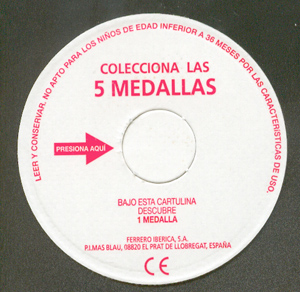 LEER Y CONSERVAR. NO APTO PARA LOS NIÑOS DE EDAD INFERIOR A 36 MESES POR LAS CARACTERÍSTICAS DE USO.
COLECCIONA LAS
5 MEDALLAS
PRESIONA AQUÍ
BAJO ESTA CARTULINA
DESCUBRE
1 MEDALLA
FERRERO IBERICA, S.A.
P.I.MAS BLAU, 08820 EL PRAT DE LLOBREGAT, ESPAÑA
CE